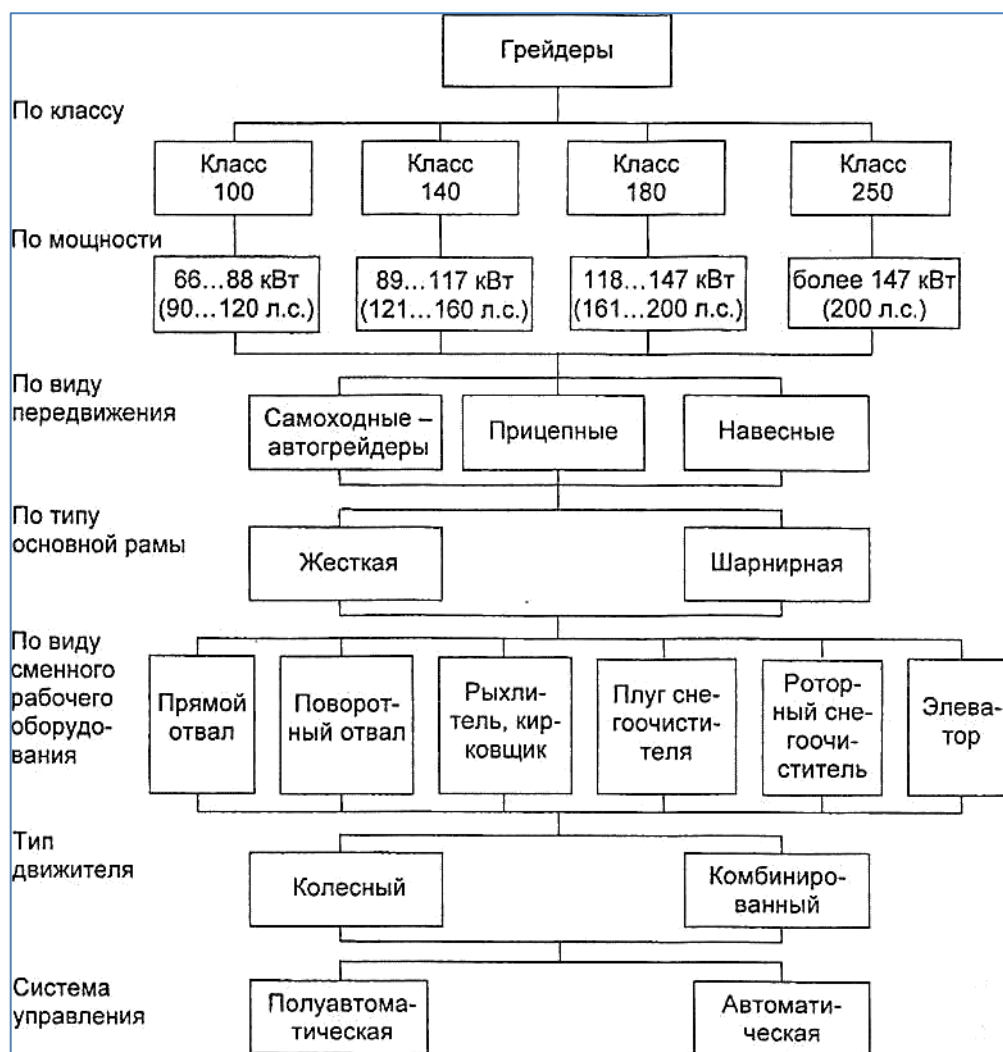 Грейдеры
По классу
Класс
100
Класс
140
Класс
180
Класс
250
По мощности
66...88 кВт
(90...120 л.с.)
89...117 кВт
(121...160 л.с.)
118...147 кВт
(161...200 л.с.)
более 147 кВт
(200 л.с.)
По виду
передвижения
Самоходные –
автогрейдеры
Прицепные
Навесные
По типу
основной рамы
Жесткая
Шарнирная
По виду
сменного
рабочего
оборудо-
вания
Прямой
отвал
Поворот-
ный отвал
Рыхли-
тель, кир-
ковщик
Плуг сне-
гоочисти-
теля
Ротор-
ный сне-
гоочи-
ститель
Элева-
тор
Тип
движителя
Колесный
Комбиниро-
ванный
Система
управления
Полуавтома-
тическая
Автомати-
ческая